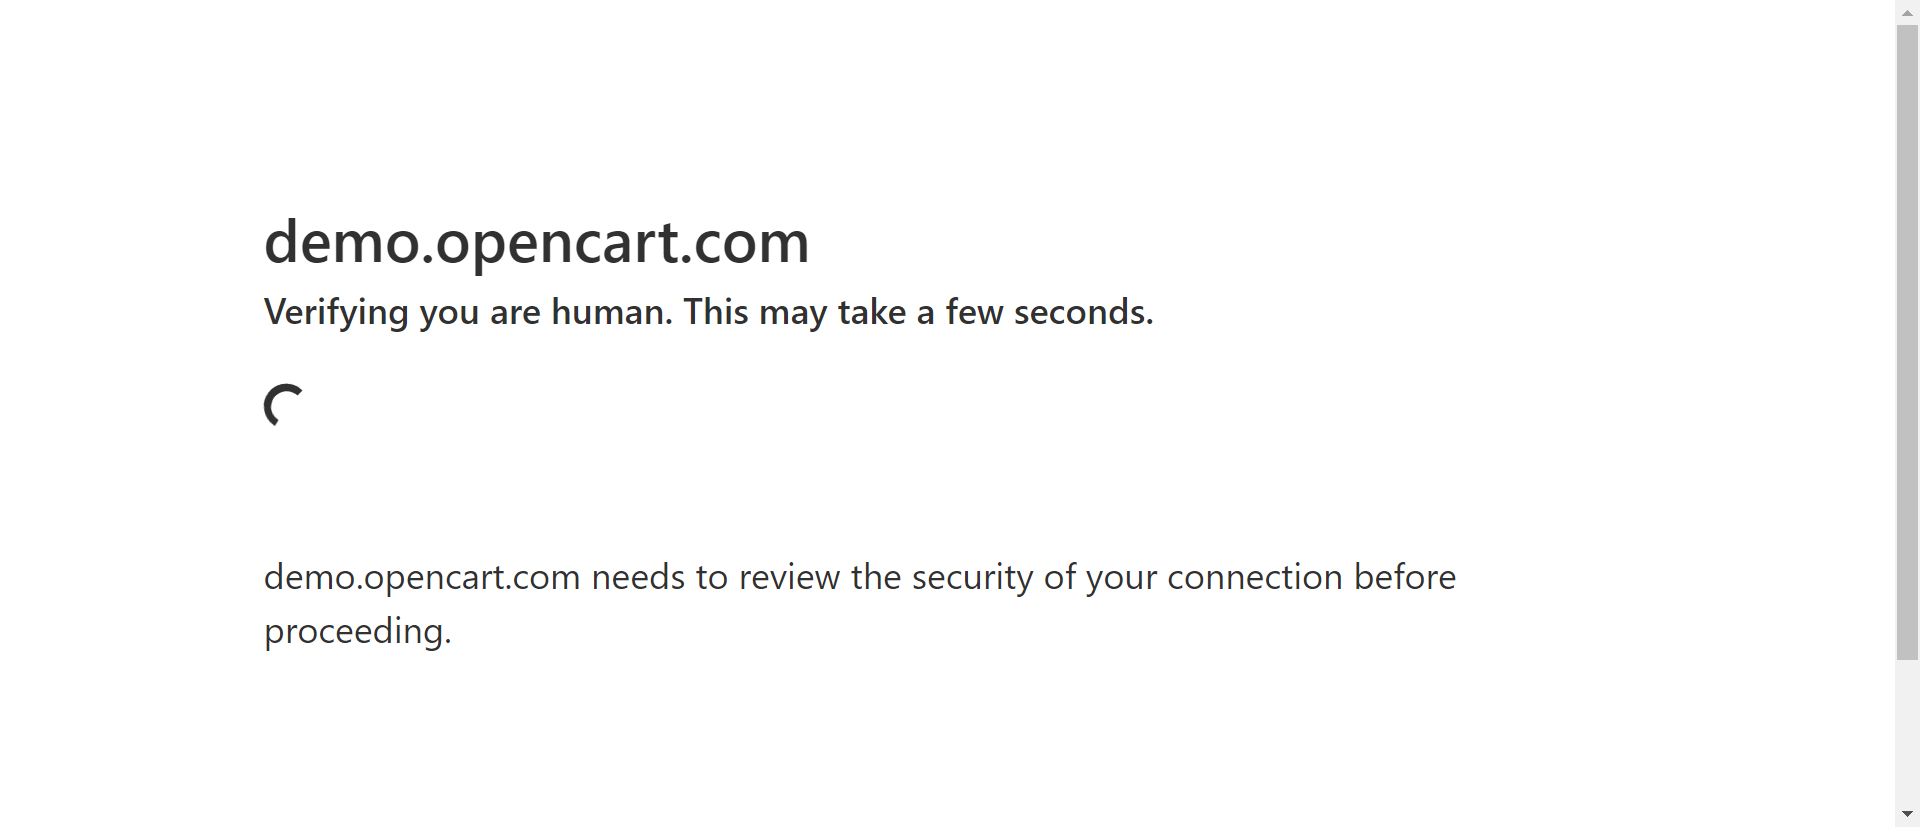 demo.opencart.com
Verifying you are human. This may take a few seconds.
demo.opencart.com needs to review the security of your connection before
proceeding.